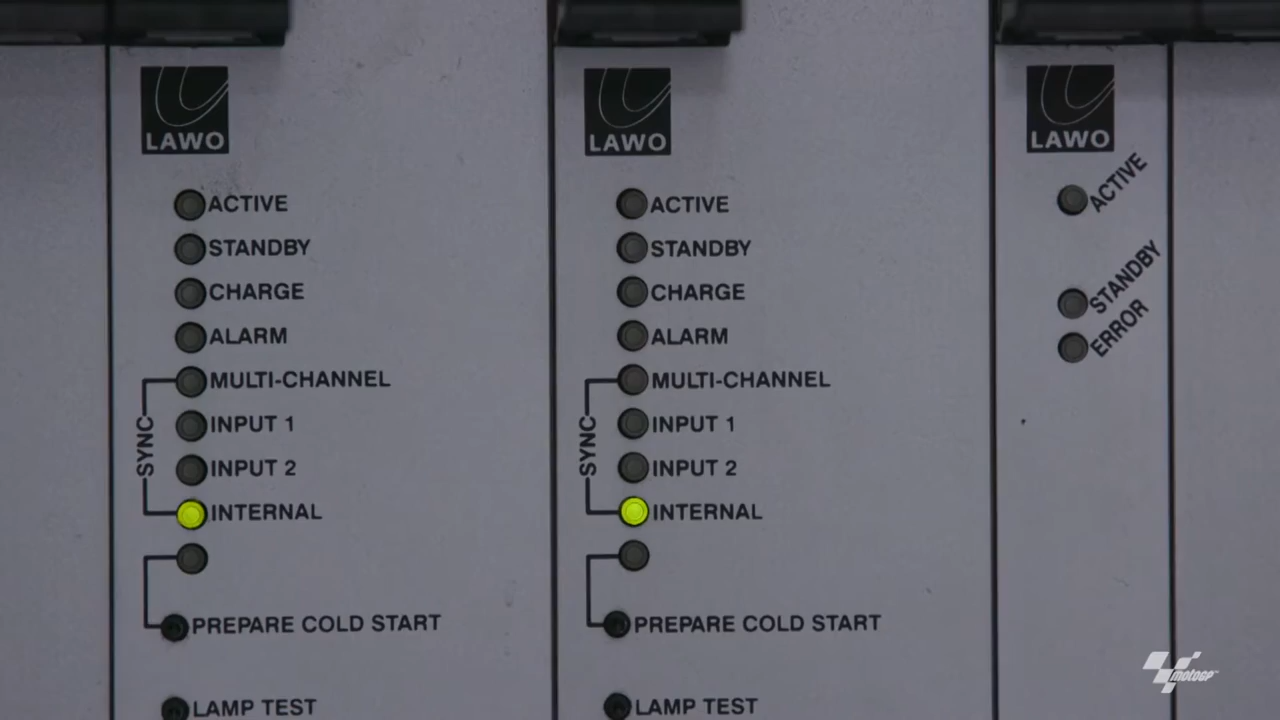 LAWO
ACTIVE
STANDBY
CHARGE
ALARM
SYNC
MULTI-CHANNEL
INPUT 1
INPUT 2
INTERNAL
PREPARE COLD START
LAMP TEST
LAWO
ACTIVE
STANDBY
CHARGE
ALARM
SYNC
MULTI-CHANNEL
INPUT 1
INPUT 2
INTERNAL
PREPARE COLD START
LAMP TEST
LAWO
ACTIVE
STANDBY
ERROR
motoGP